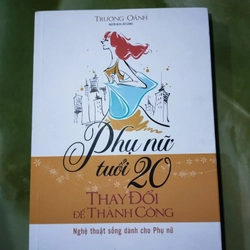 TRƯƠNG OÁNH
Phụ nữ
tuổi 20
THAY ĐỔI
ĐỂ THÀNH CÔNG
Nghệ thuật sống dành cho Phụ nữ